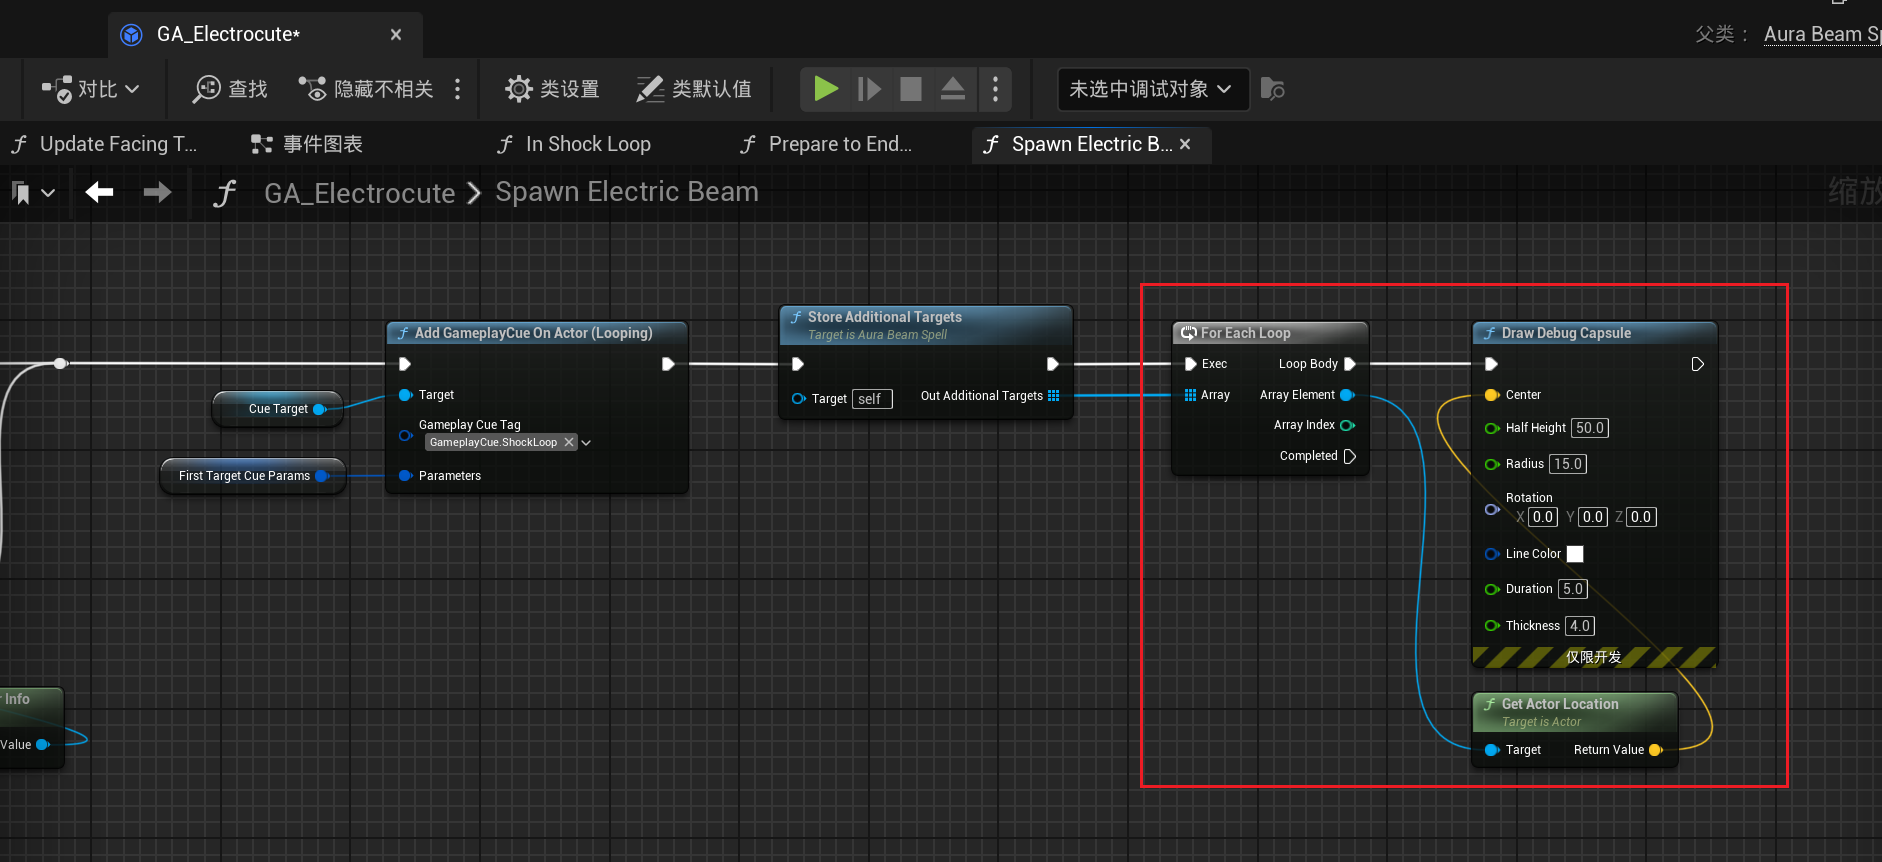 GA_Electrocute*
父类：
Aura Beam Sp
对比
查找
隐藏不相关
类设置
类默认值
未选中调试对象
Update Facing T...
事件图表
In Shock Loop
Prepare to End...
Spawn Electric B...
GA_Electrocute
Spawn Electric Beam
缩放
Add GameplayCue On Actor (Looping)
Target
Gameplay Cue Tag
GameplayCue.ShockLoop
Parameters
Cue Target
First Target Cue Params
Store Additional Targets
Target is Aura Beam Spell
Target self
Out Additional Targets
For Each Loop
Exec
Loop Body
Array
Array Element
Array Index
Completed
Draw Debug Capsule
Center
Half Height 50.0
Radius 15.0
Rotation
X 0.0 Y 0.0 Z 0.0
Line Color
Duration 5.0
Thickness 4.0
仅限开发
Get Actor Location
Target is Actor
Target
Return Value
r Info
Value